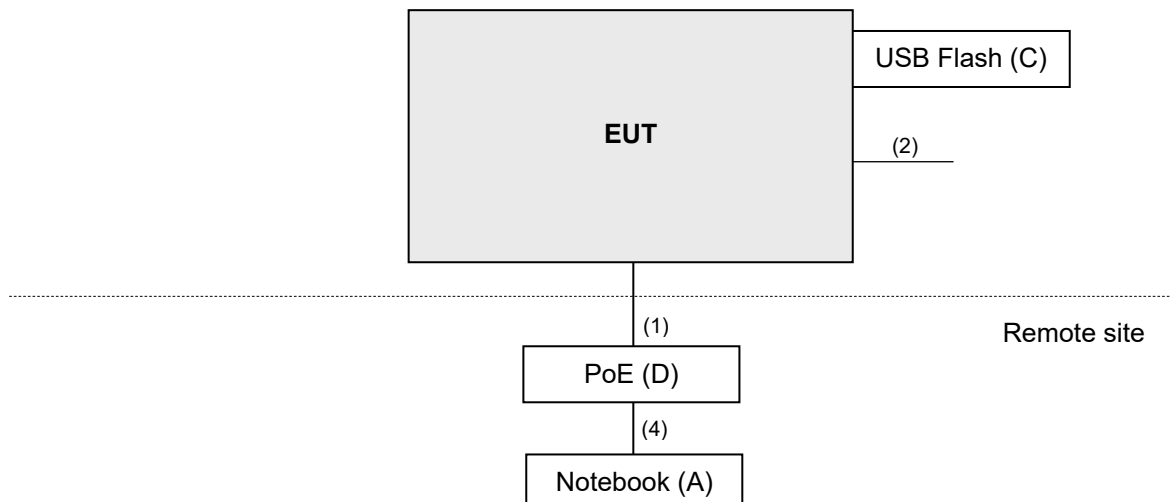 USB Flash (C)
EUT
(2)
(1)
Remote site
PoE (D)
(4)
Notebook (A)